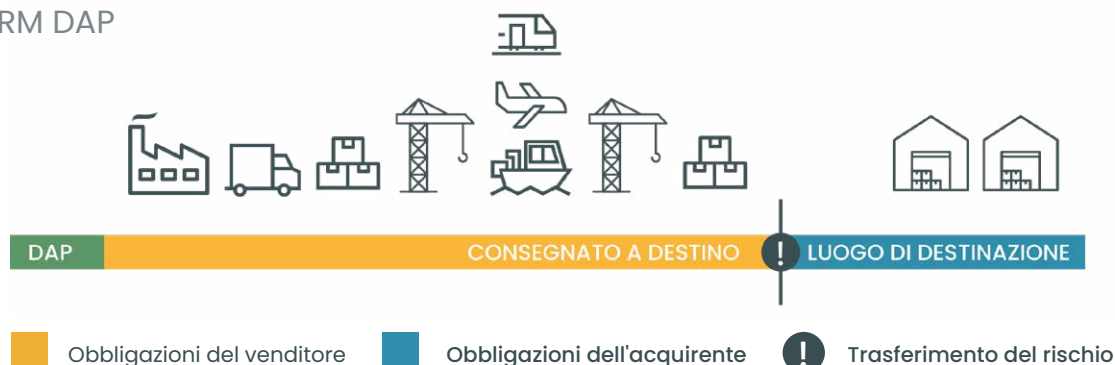 RM DAP
DAP
CONSEGNATO A DESTINO
! LUOGO DI DESTINAZIONE
Obbligazioni del venditore
Obbligazioni dell'acquirente
! Trasferimento del rischio